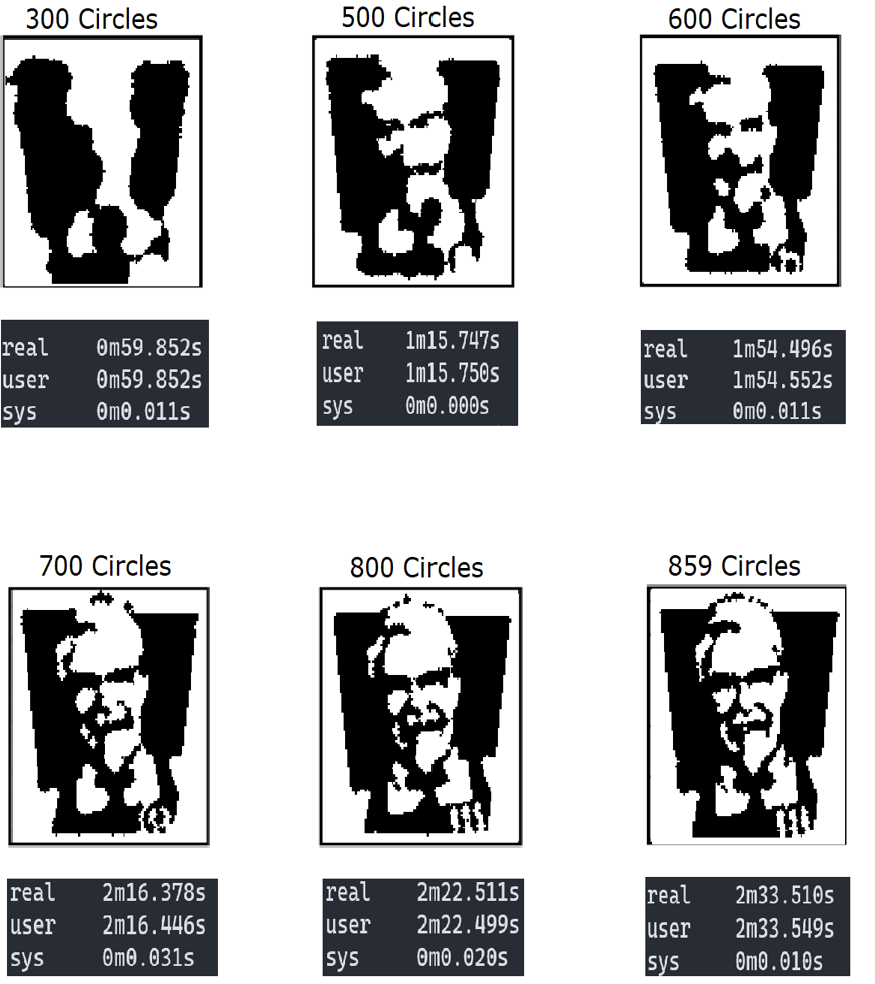 300 Circles
500 Circles
600 Circles
real 0m59.852s
user 0m59.852s
sys 0m0.011s
real 1m15.747s
user 1m15.750s
sys 0m0.000s
real 1m54.496s
user 1m54.552s
sys 0m0.011s
700 Circles
800 Circles
859 Circles
real 2m16.378s
user 2m16.446s
sys 0m0.031s
real 2m22.511s
user 2m22.499s
sys 0m0.020s
real 2m33.510s
user 2m33.549s
sys 0m0.010s